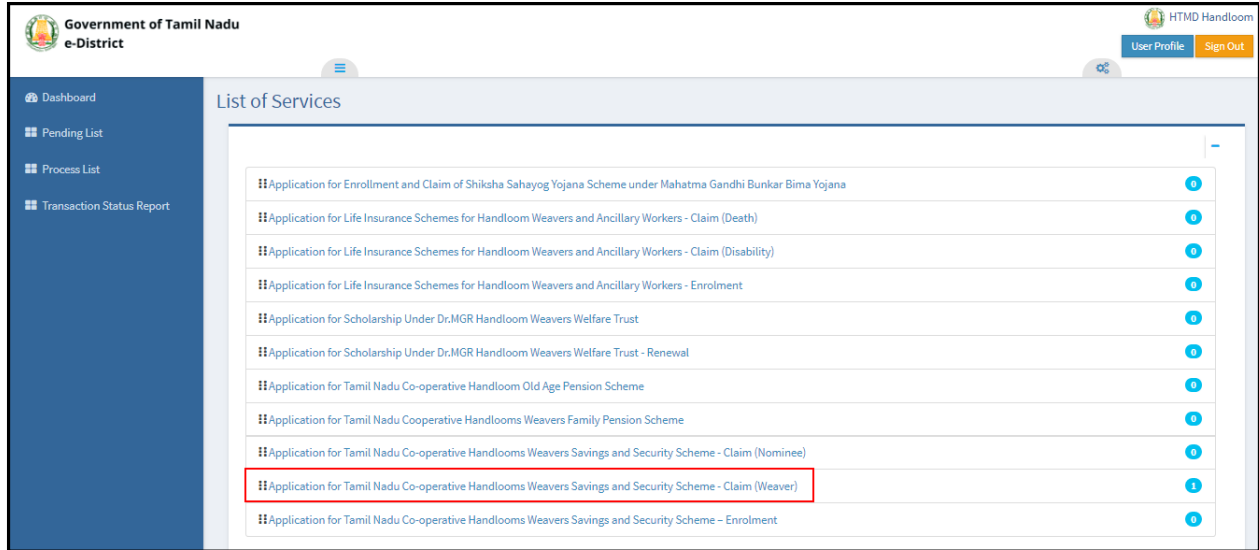 Government of Tamil Nadu
e-District
HTMD Handloom
User Profile
Sign Out
Dashboard
Pending List
Process List
Transaction Status Report
List of Services
Application for Enrollment and Claim of Shiksha Sahayog Yojana Scheme under Mahatma Gandhi Bunkar Bima Yojana 0
Application for Life Insurance Schemes for Handloom Weavers and Ancillary Workers - Claim (Death) 0
Application for Life Insurance Schemes for Handloom Weavers and Ancillary Workers - Claim (Disability) 0
Application for Life Insurance Schemes for Handloom Weavers and Ancillary Workers - Enrolment 0
Application for Scholarship Under Dr.MGR Handloom Weavers Welfare Trust 0
Application for Scholarship Under Dr.MGR Handloom Weavers Welfare Trust - Renewal 0
Application for Tamil Nadu Co-operative Handloom Old Age Pension Scheme 0
Application for Tamil Nadu Cooperative Handlooms Weavers Family Pension Scheme 0
Application for Tamil Nadu Co-operative Handlooms Weavers Savings and Security Scheme - Claim (Nominee) 0
Application for Tamil Nadu Co-operative Handlooms Weavers Savings and Security Scheme - Claim (Weaver) 1
Application for Tamil Nadu Co-operative Handlooms Weavers Savings and Security Scheme – Enrolment 0